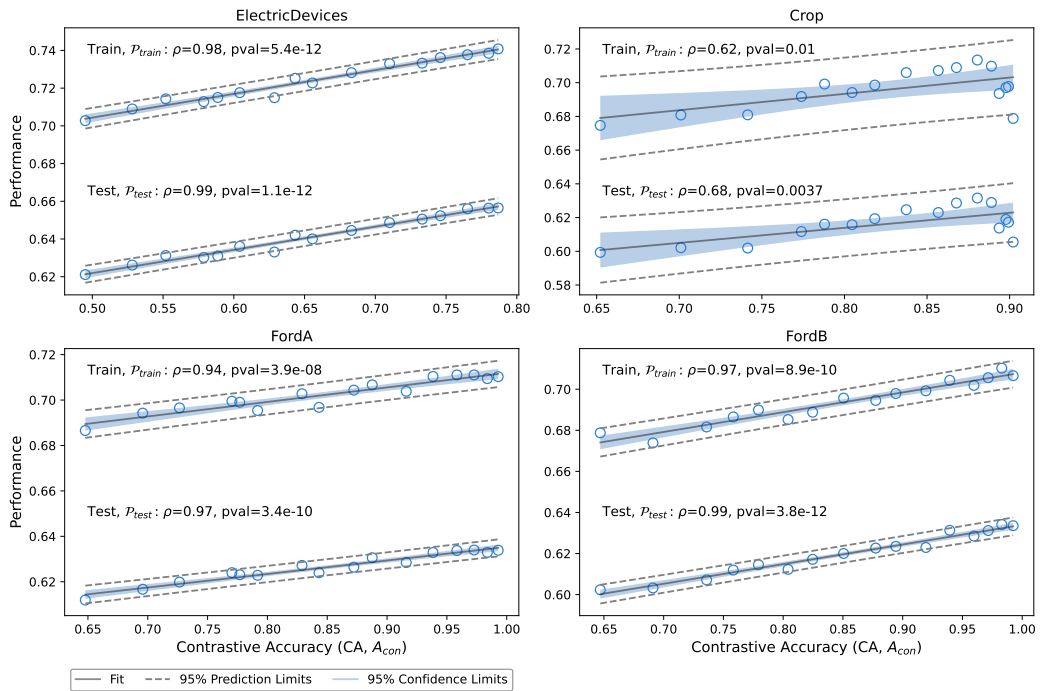 ElectricDevices
Train, 𝒫train : ρ=0.98, pval=5.4e-12
Test, 𝒫test : ρ=0.99, pval=1.1e-12
Performance
0.74
0.72
0.70
0.68
0.66
0.64
0.62
0.50 0.55 0.60 0.65 0.70 0.75 0.80
Crop
Train, 𝒫train : ρ=0.62, pval=0.01
Test, 𝒫test : ρ=0.68, pval=0.0037
0.72
0.70
0.68
0.66
0.64
0.62
0.60
0.58
0.65 0.70 0.75 0.80 0.85 0.90
FordA
Train, 𝒫train : ρ=0.94, pval=3.9e-08
Test, 𝒫test : ρ=0.97, pval=3.4e-10
Performance
0.72
0.70
0.68
0.66
0.64
0.62
0.65 0.70 0.75 0.80 0.85 0.90 0.95 1.00
Contrastive Accuracy (CA, Acon)
FordB
Train, 𝒫train : ρ=0.97, pval=8.9e-10
Test, 𝒫test : ρ=0.99, pval=3.8e-12
0.70
0.68
0.66
0.64
0.62
0.60
0.65 0.70 0.75 0.80 0.85 0.90 0.95 1.00
Contrastive Accuracy (CA, Acon)
Fit 95% Prediction Limits 95% Confidence Limits